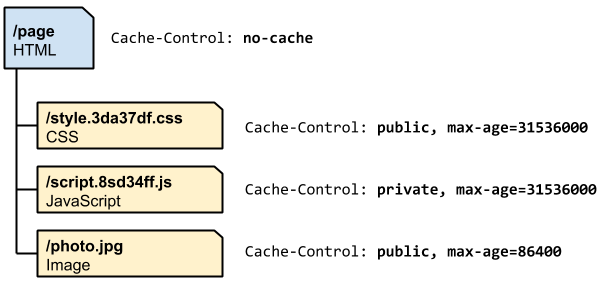 /page
HTML
Cache-Control: no-cache
/style.3da37df.css
CSS
Cache-Control: public, max-age=31536000
/script.8sd34ff.js
JavaScript
Cache-Control: private, max-age=31536000
/photo.jpg
Image
Cache-Control: public, max-age=86400